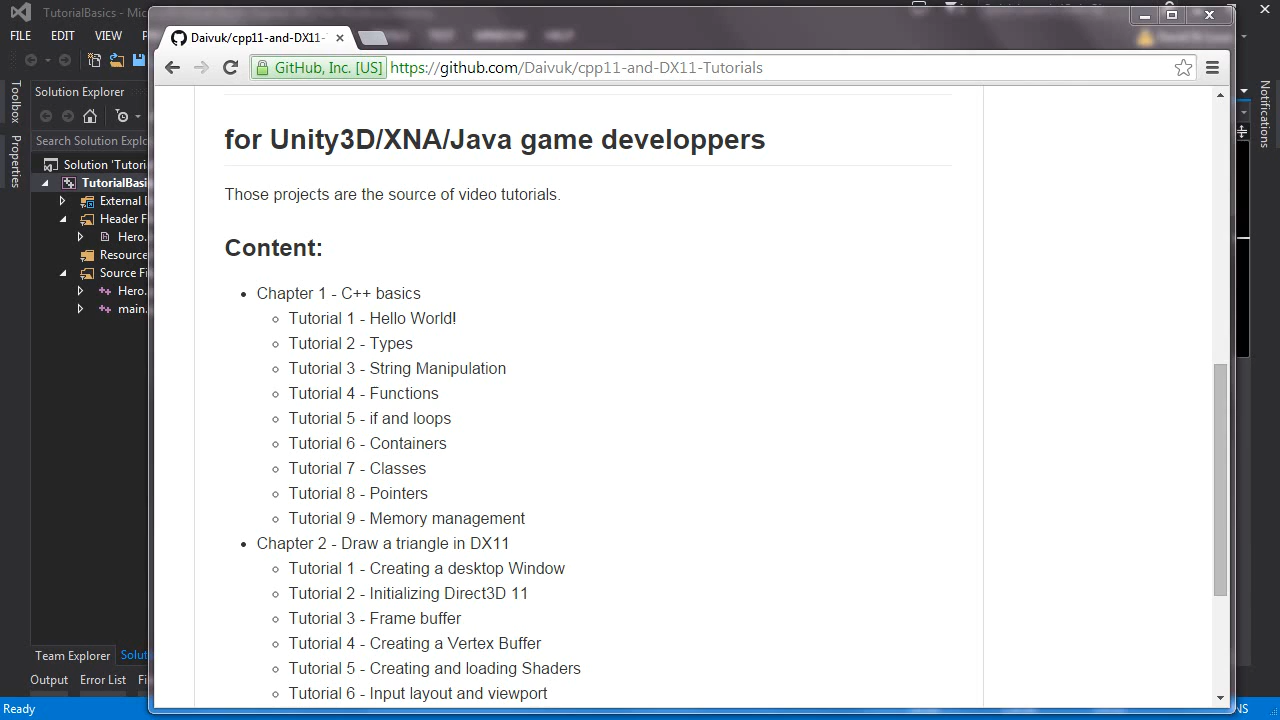 TutorialBasics - Mic
FILE EDIT VIEW
Toolbox
Properties
Solution Explorer
Search Solution Explo
Solution 'Tutori
TutorialBasi
External D
Header F
Hero.
Resource
Source Fi
Hero.
main.
Team Explorer Soluti
Output Error List Fi
Ready
Daivuk/cpp11-and-DX11-
GitHub, Inc. [US] https://github.com/Daivuk/cpp11-and-DX11-Tutorials
for Unity3D/XNA/Java game developpers
Those projects are the source of video tutorials.
Content:
• Chapter 1 - C++ basics
◦ Tutorial 1 - Hello World!
◦ Tutorial 2 - Types
◦ Tutorial 3 - String Manipulation
◦ Tutorial 4 - Functions
◦ Tutorial 5 - if and loops
◦ Tutorial 6 - Containers
◦ Tutorial 7 - Classes
◦ Tutorial 8 - Pointers
◦ Tutorial 9 - Memory management
• Chapter 2 - Draw a triangle in DX11
◦ Tutorial 1 - Creating a desktop Window
◦ Tutorial 2 - Initializing Direct3D 11
◦ Tutorial 3 - Frame buffer
◦ Tutorial 4 - Creating a Vertex Buffer
◦ Tutorial 5 - Creating and loading Shaders
◦ Tutorial 6 - Input layout and viewport
Notifications
NS